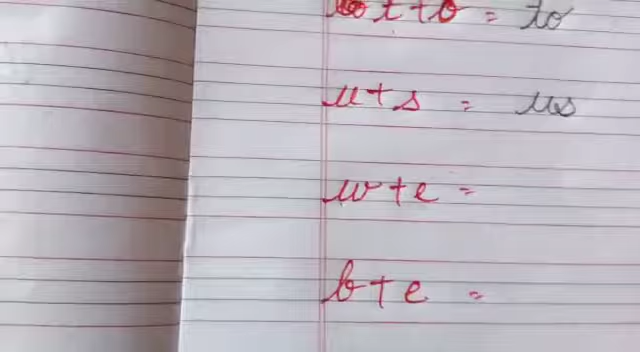 t+o = to
u+s = us
w+e =
b+e =